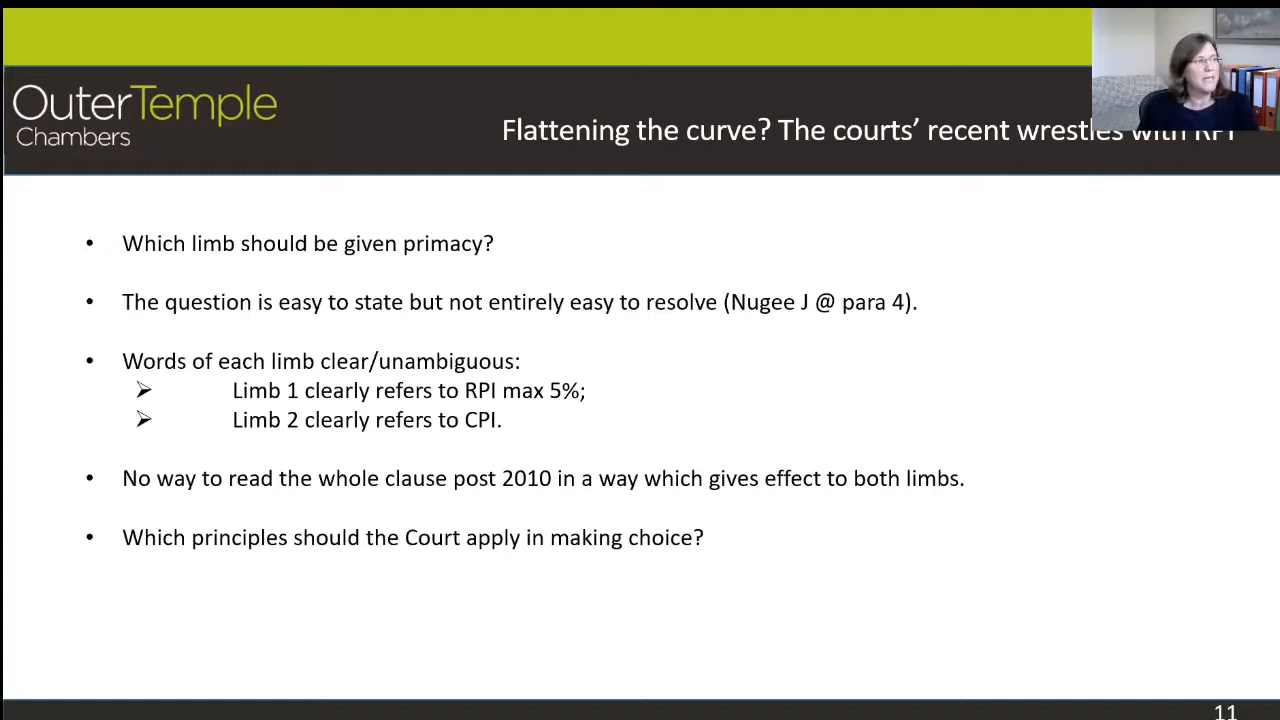 OuterTemple
Chambers
Flattening the curve? The courts’ recent wrestles with RPI
• Which limb should be given primacy?
• The question is easy to state but not entirely easy to resolve (Nugee J @ para 4).
• Words of each limb clear/unambiguous:
➢ Limb 1 clearly refers to RPI max 5%;
➢ Limb 2 clearly refers to CPI.
• No way to read the whole clause post 2010 in a way which gives effect to both limbs.
• Which principles should the Court apply in making choice?
11